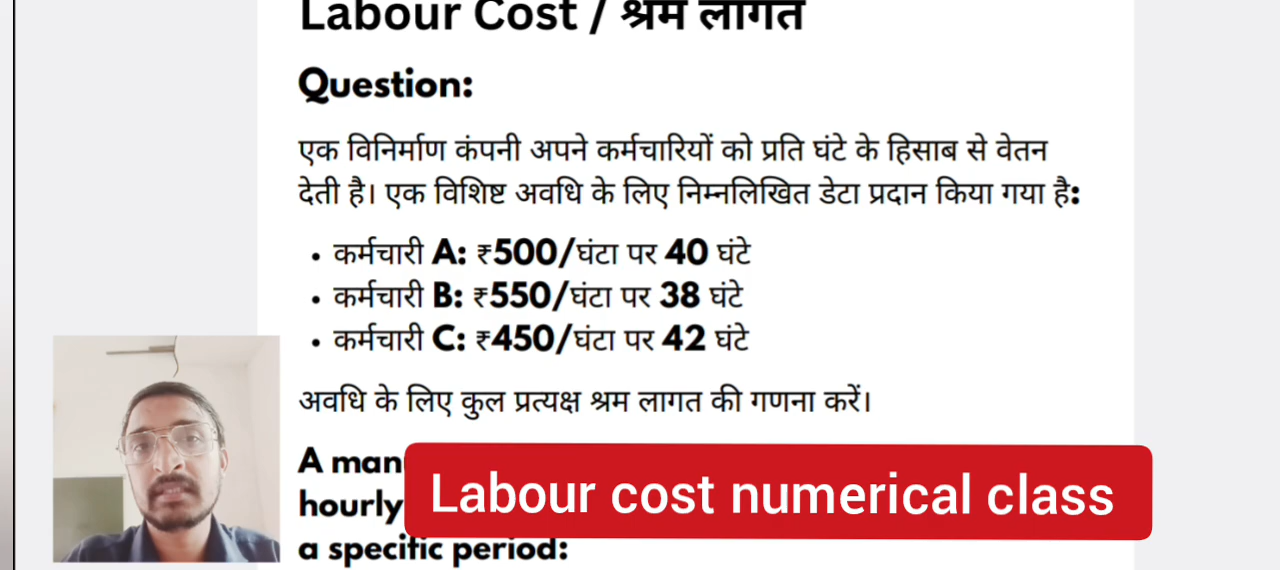 Labour Cost / श्रम लागत
Question:
एक विनिर्माण कंपनी अपने कर्मचारियों को प्रति घंटे के हिसाब से वेतन
देती है। एक विशिष्ट अवधि के लिए निम्नलिखित डेटा प्रदान किया गया है:
• कर्मचारी A: ₹500/घंटा पर 40 घंटे
• कर्मचारी B: ₹550/घंटा पर 38 घंटे
• कर्मचारी C: ₹450/घंटा पर 42 घंटे
अवधि के लिए कुल प्रत्यक्ष श्रम लागत की गणना करें।
A man
hourly
Labour cost numerical class
a specific period: